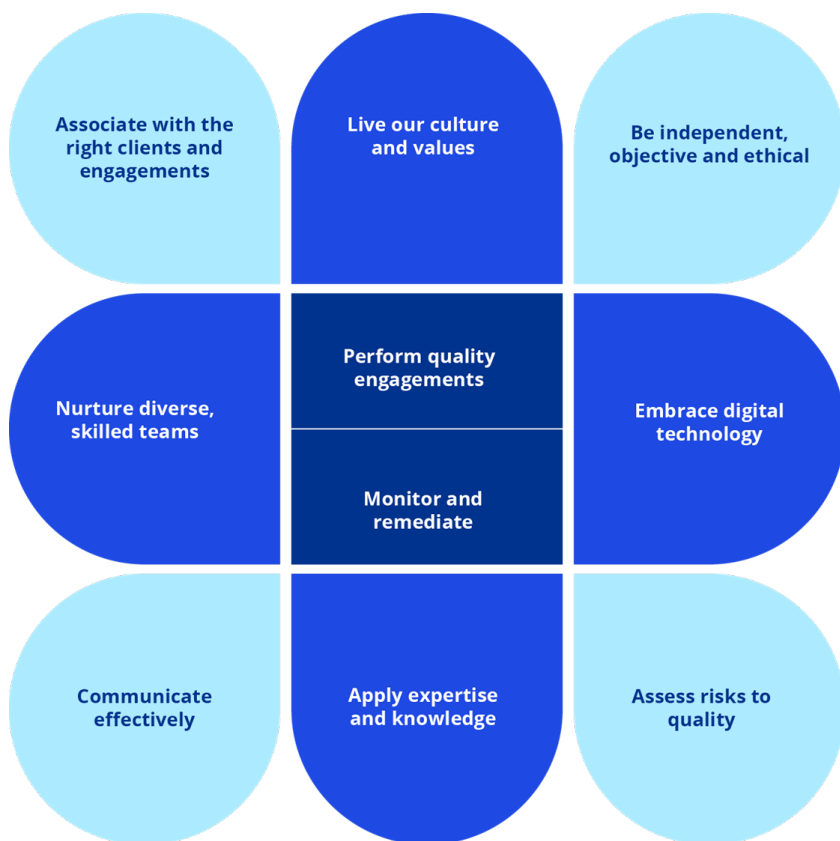 Associate with the
right clients and
engagements
Live our culture
and values
Be independent,
objective and ethical
Perform quality
engagements
Nurture diverse,
skilled teams
Embrace digital
technology
Monitor and
remediate
Communicate
effectively
Apply expertise
and knowledge
Assess risks to
quality